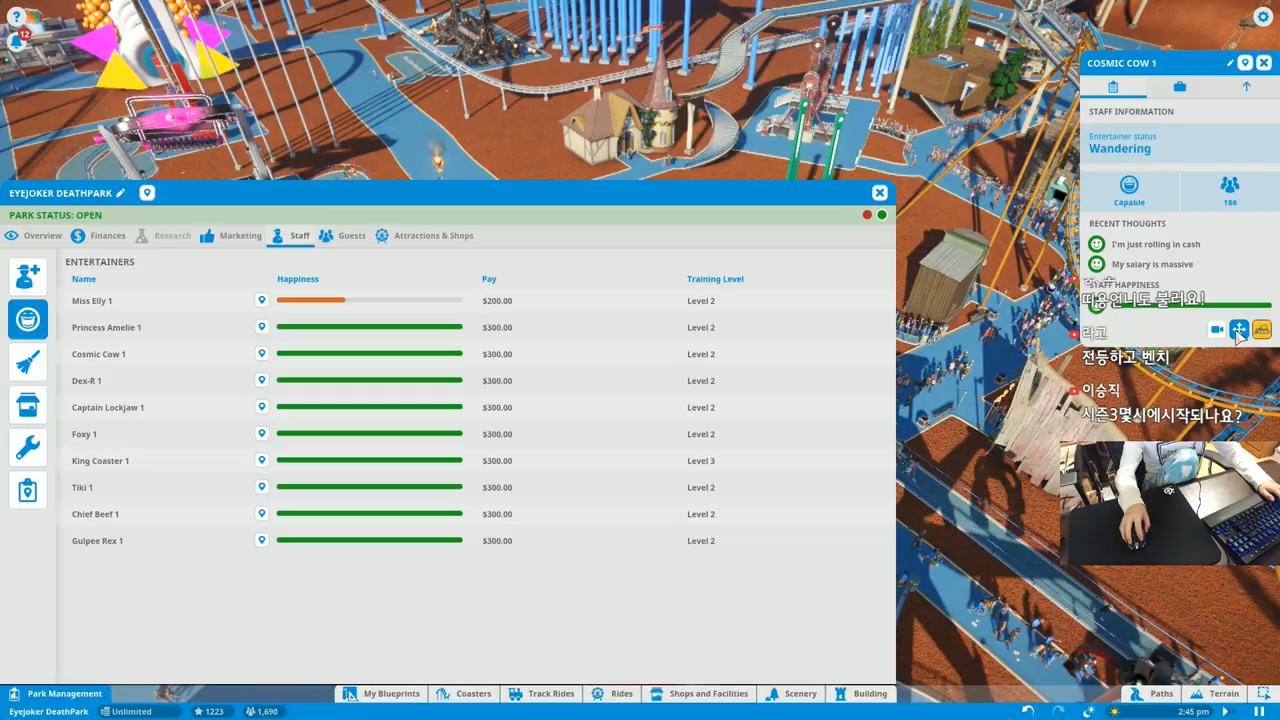 ?
12
COSMIC COW 1
STAFF INFORMATION
Entertainer status
Wandering
Capable
186
RECENT THOUGHTS
I'm just rolling in cash
My salary is massive
STAFF HAPPINESS
따용언니도 불러요!
라고
전등하고 벤치
이승직
시즌3몇시에시작되나요?
EYEJOKER DEATHPARK
PARK STATUS: OPEN
Overview Finances Research Marketing Staff Guests Attractions & Shops
ENTERTAINERS
Name Happiness Pay Training Level
Miss Elly 1 $200.00 Level 2
Princess Amelie 1 $300.00 Level 2
Cosmic Cow 1 $300.00 Level 2
Dex-R 1 $300.00 Level 2
Captain Lockjaw 1 $300.00 Level 2
Foxy 1 $300.00 Level 2
King Coaster 1 $300.00 Level 3
Tiki 1 $300.00 Level 2
Chief Beef 1 $300.00 Level 2
Gulpee Rex 1 $300.00 Level 2
Park Management My Blueprints Coasters Track Rides Rides Shops and Facilities Scenery Building Paths Terrain
Eyejoker DeathPark Unlimited 1223 1,690 2:45 pm